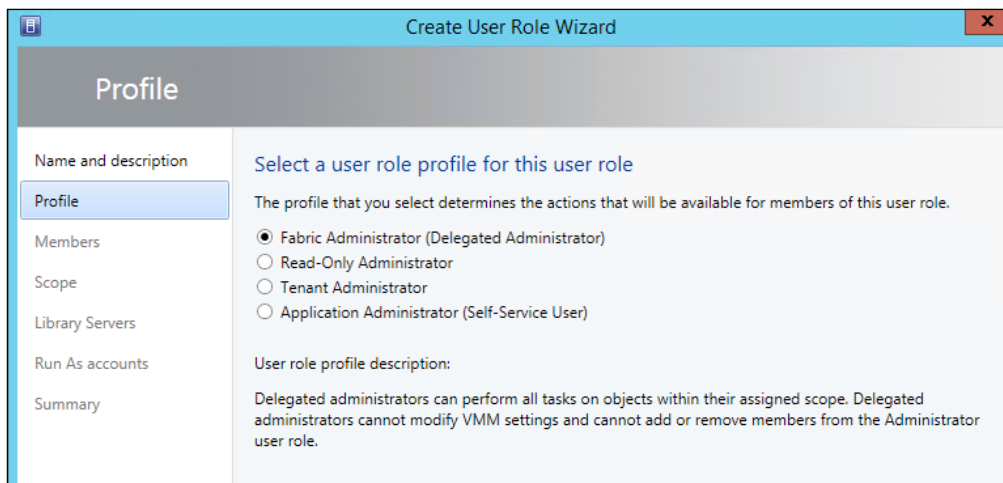 Create User Role Wizard
x
Profile
Name and description
Profile
Members
Scope
Library Servers
Run As accounts
Summary
Select a user role profile for this user role
The profile that you select determines the actions that will be available for members of this user role.
Fabric Administrator (Delegated Administrator)
Read-Only Administrator
Tenant Administrator
Application Administrator (Self-Service User)
User role profile description:
Delegated administrators can perform all tasks on objects within their assigned scope. Delegated
administrators cannot modify VMM settings and cannot add or remove members from the Administrator
user role.